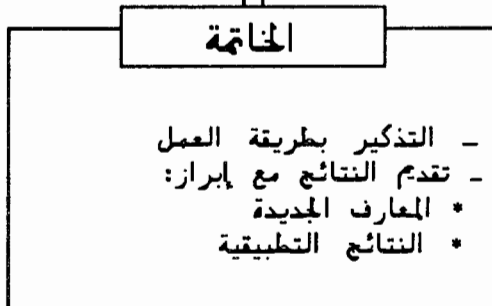 الخاتمة
– التذكير بطريقة العمل
– تقديم النتائج مع إبراز:
* المعارف الجديدة
* النتائج التطبيقية